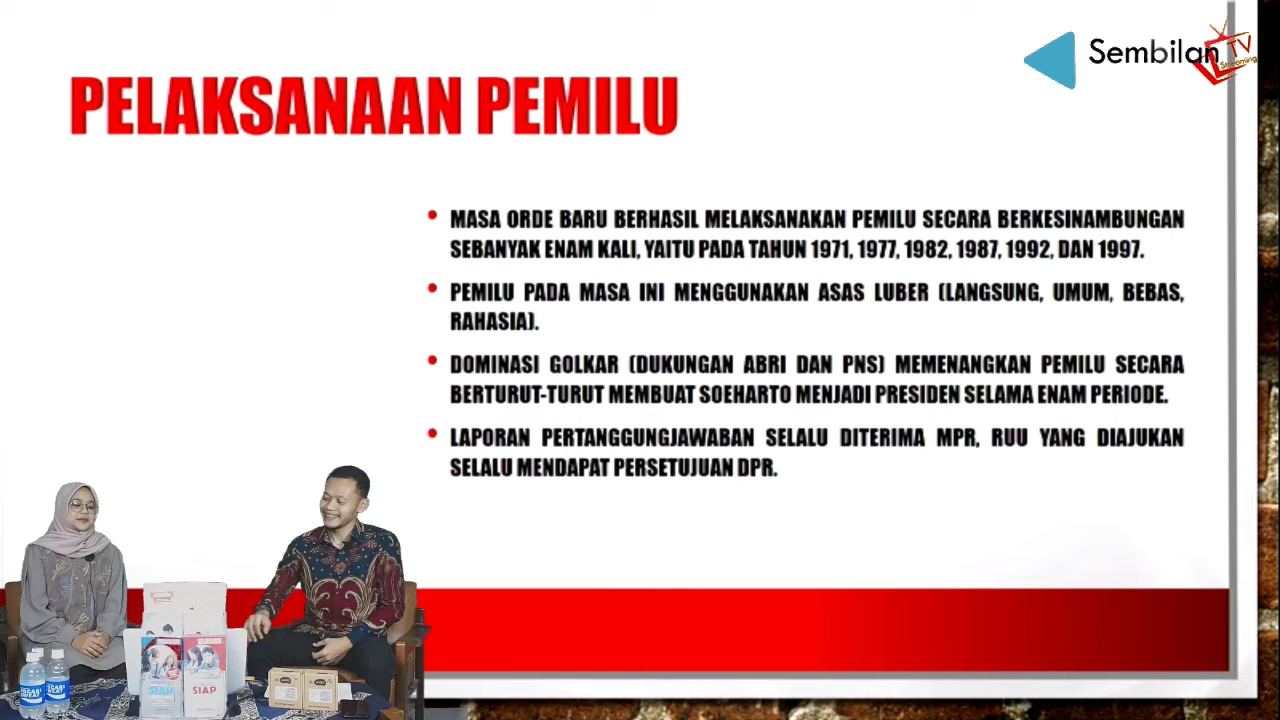 Sembilan
TV
Streaming
PELAKSANAAN PEMILU
• MASA ORDE BARU BERHASIL MELAKSANAKAN PEMILU SECARA BERKESINAMBUNGAN
SEBANYAK ENAM KALI, YAITU PADA TAHUN 1971, 1977, 1982, 1987, 1992, DAN 1997.
• PEMILU PADA MASA INI MENGGUNAKAN ASAS LUBER (LANGSUNG, UMUM, BEBAS,
RAHASIA).
• DOMINASI GOLKAR (DUKUNGAN ABRI DAN PNS) MEMENANGKAN PEMILU SECARA
BERTURUT-TURUT MEMBUAT SOEHARTO MENJADI PRESIDEN SELAMA ENAM PERIODE.
• LAPORAN PERTANGGUNGJAWABAN SELALU DITERIMA MPR, RUU YANG DIAJUKAN
SELALU MENDAPAT PERSETUJUAN DPR.
SIAP
SIAP